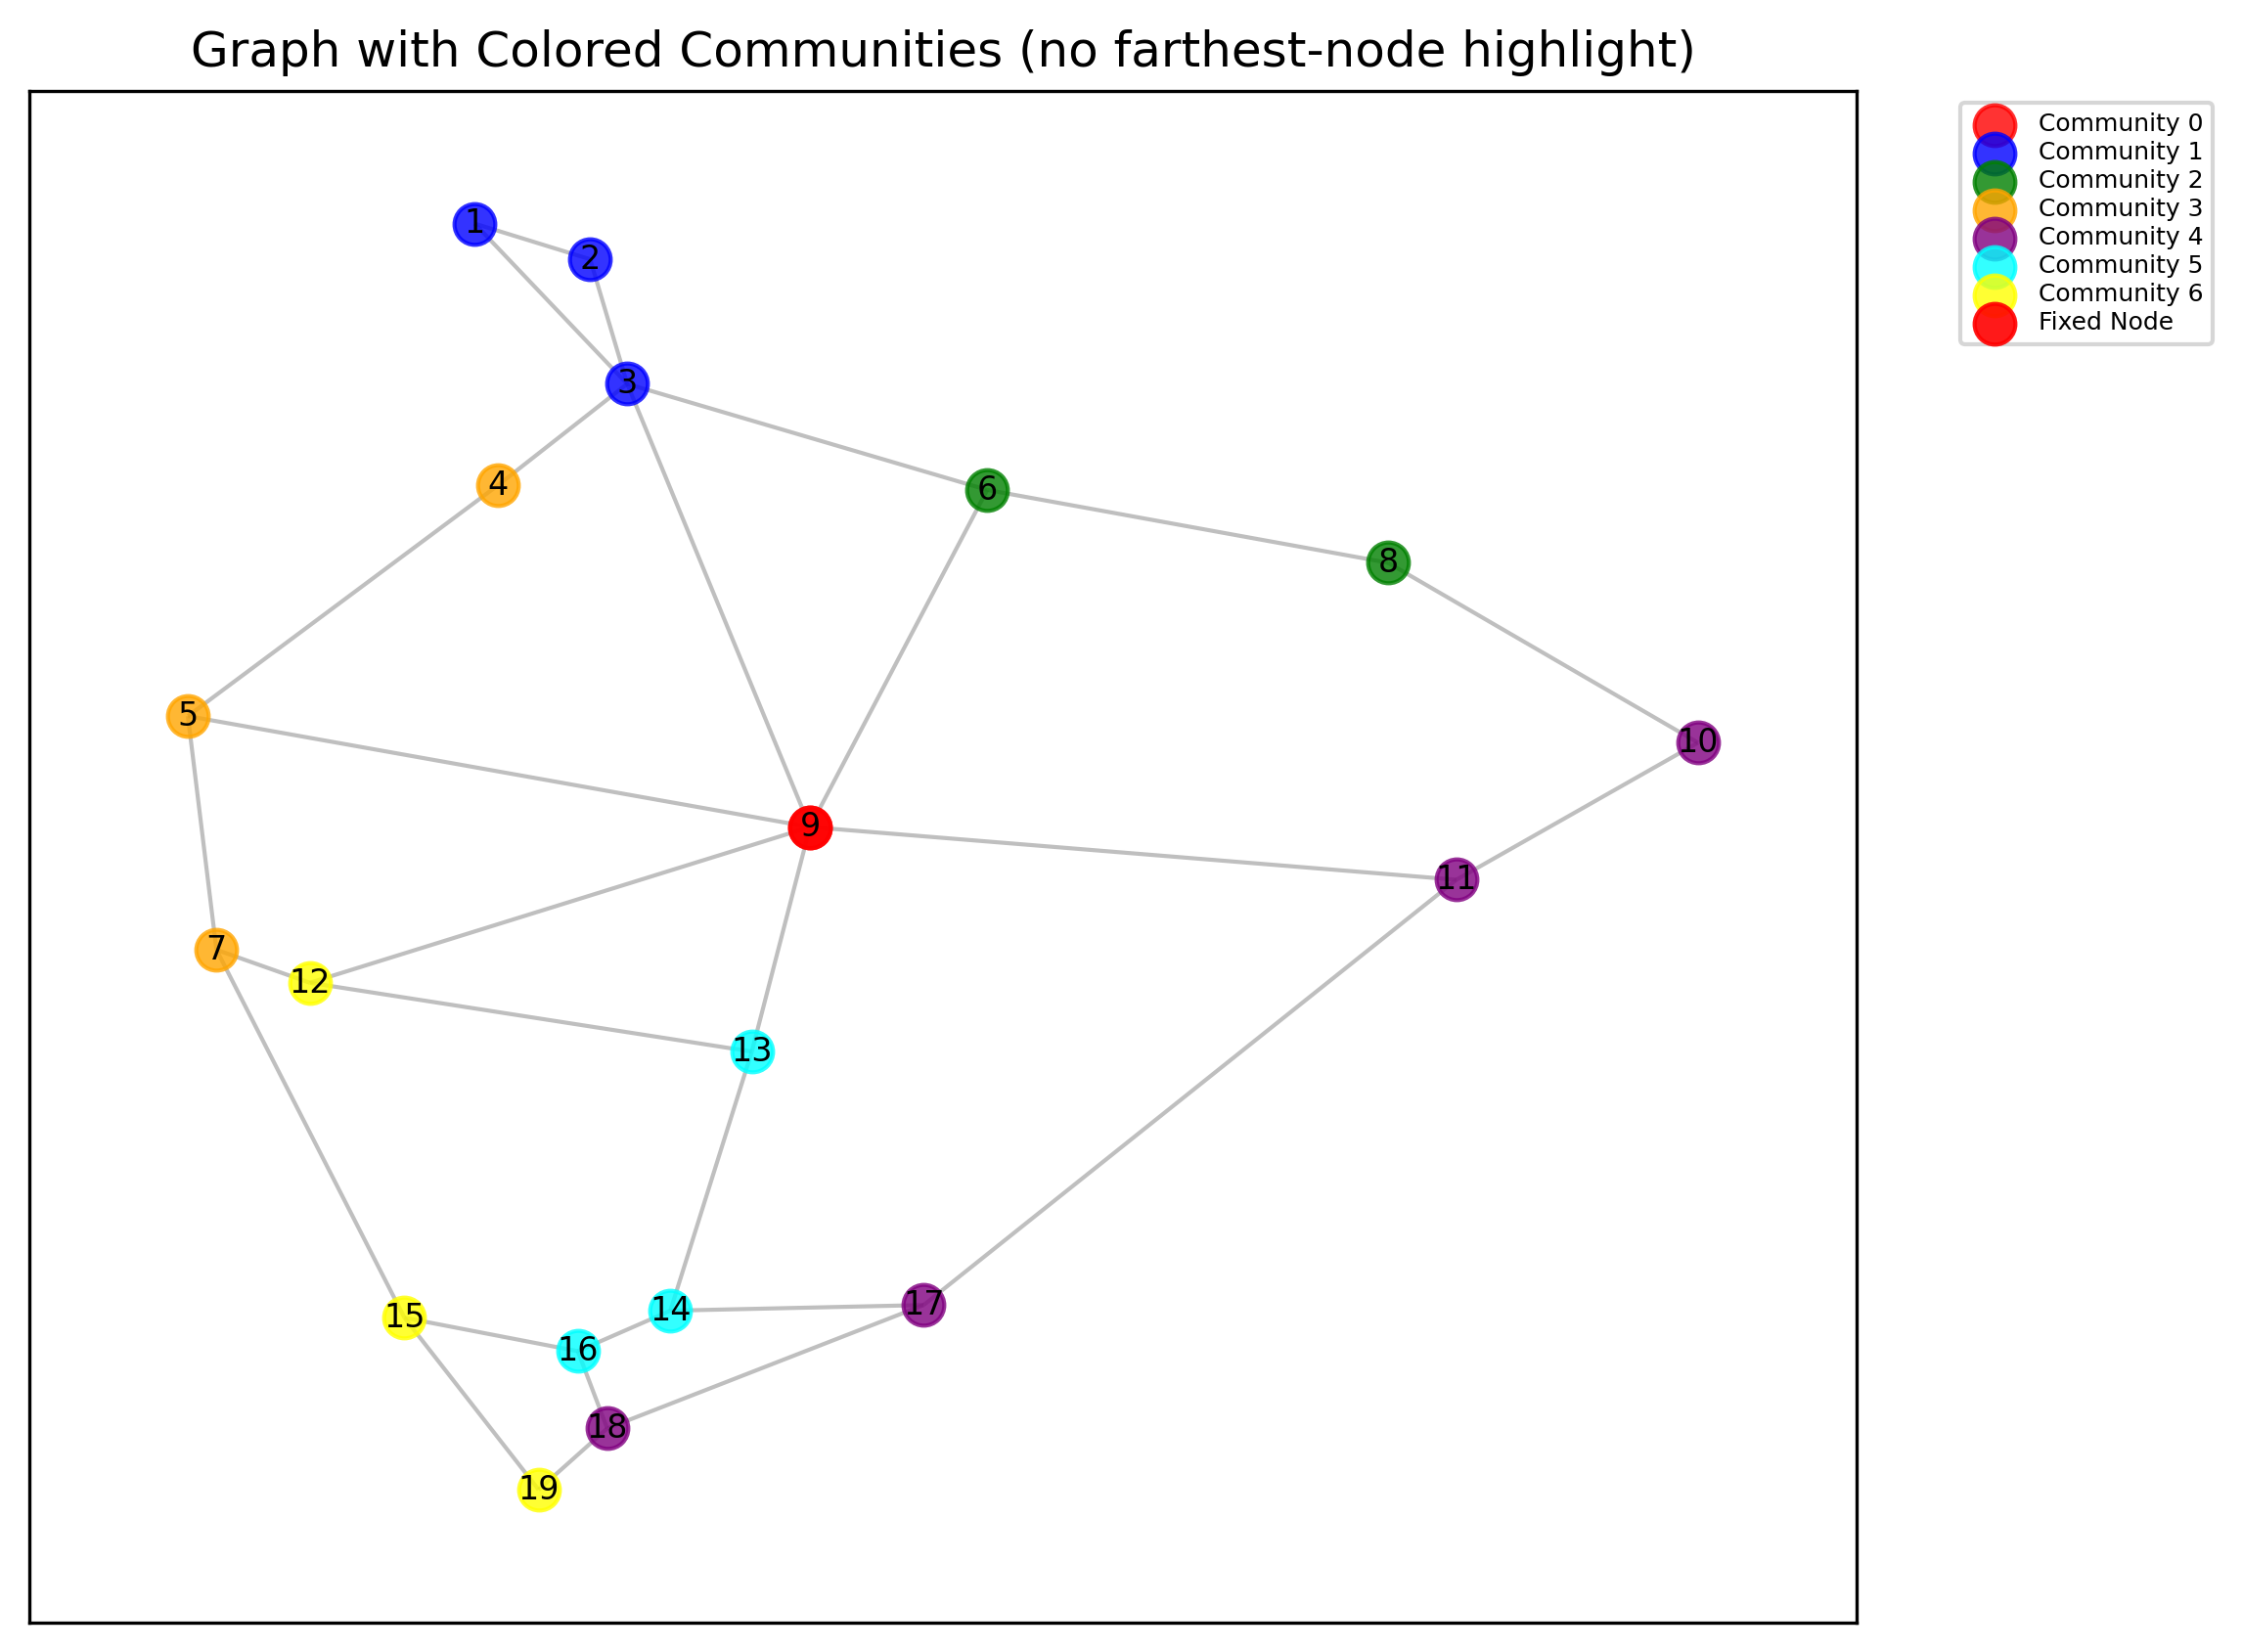 Graph with Colored Communities (no farthest-node highlight)
Community 0
Community 1
Community 2
Community 3
Community 4
Community 5
Community 6
Fixed Node
1
2
3
4
6
8
5
10
9
11
7
12
13
15
14
17
16
18
19